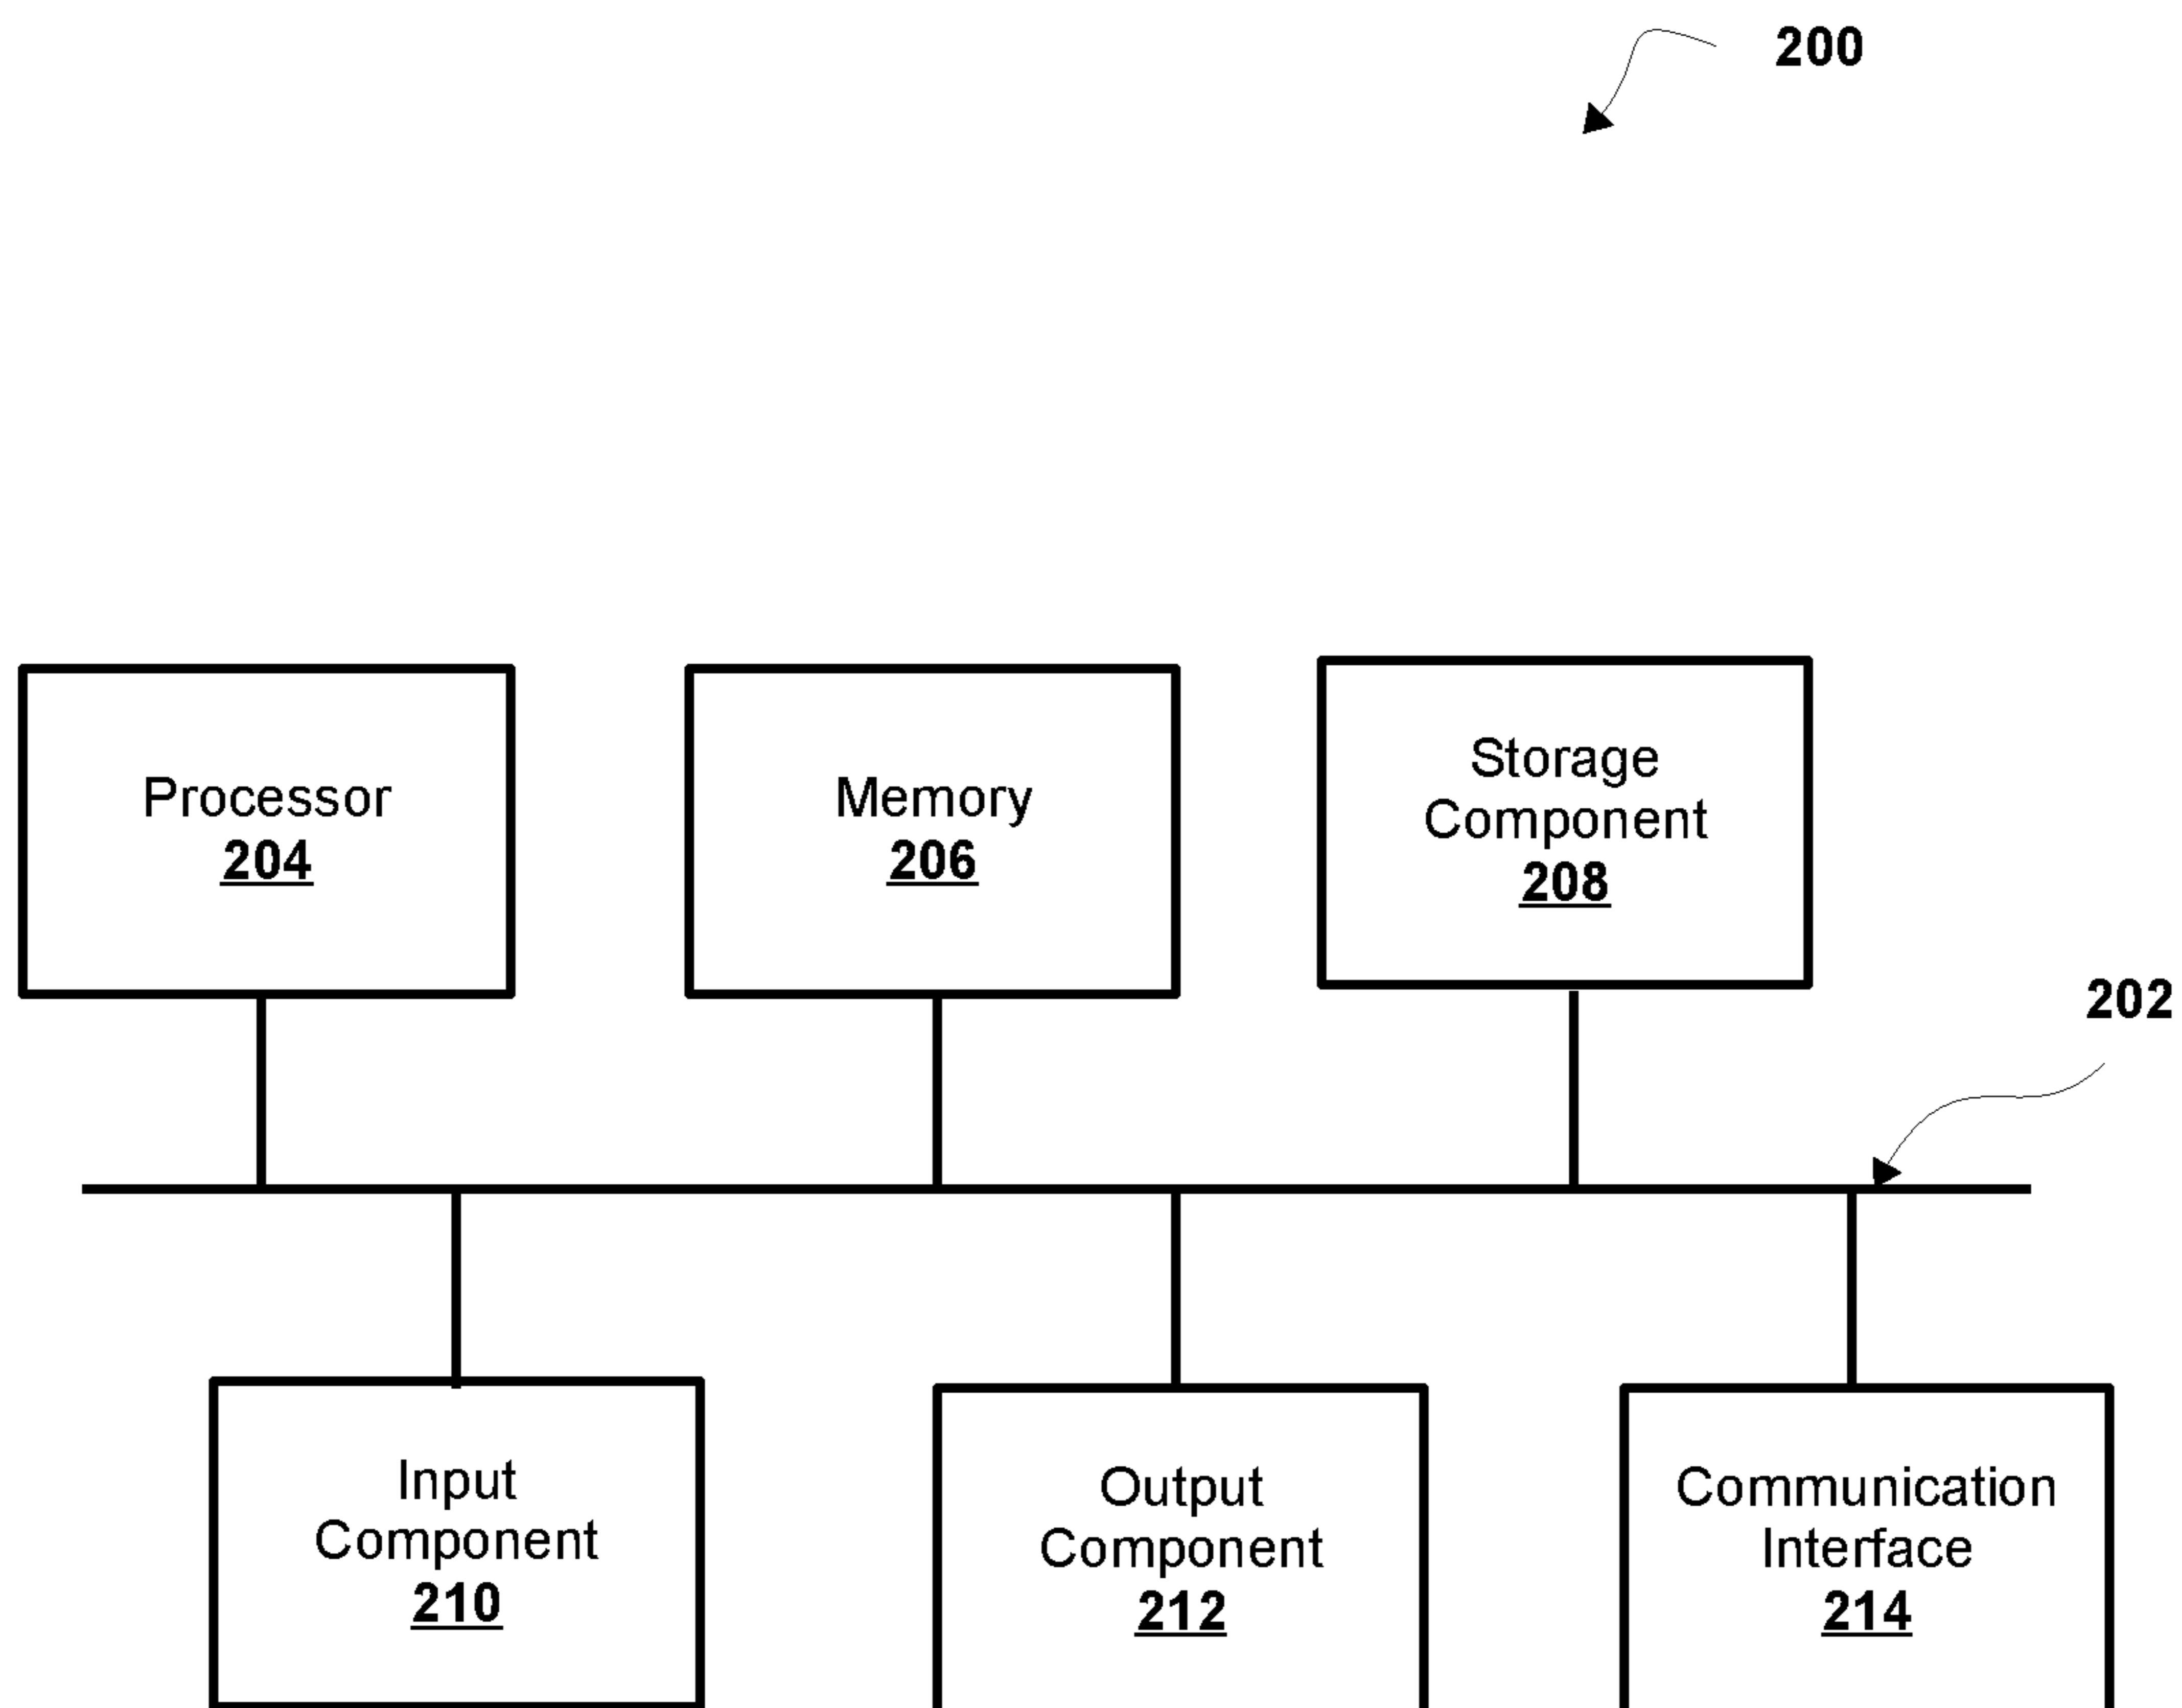 200
Processor
204
Memory
206
Storage
Component
208
202
Input
Component
210
Output
Component
212
Communication
Interface
214